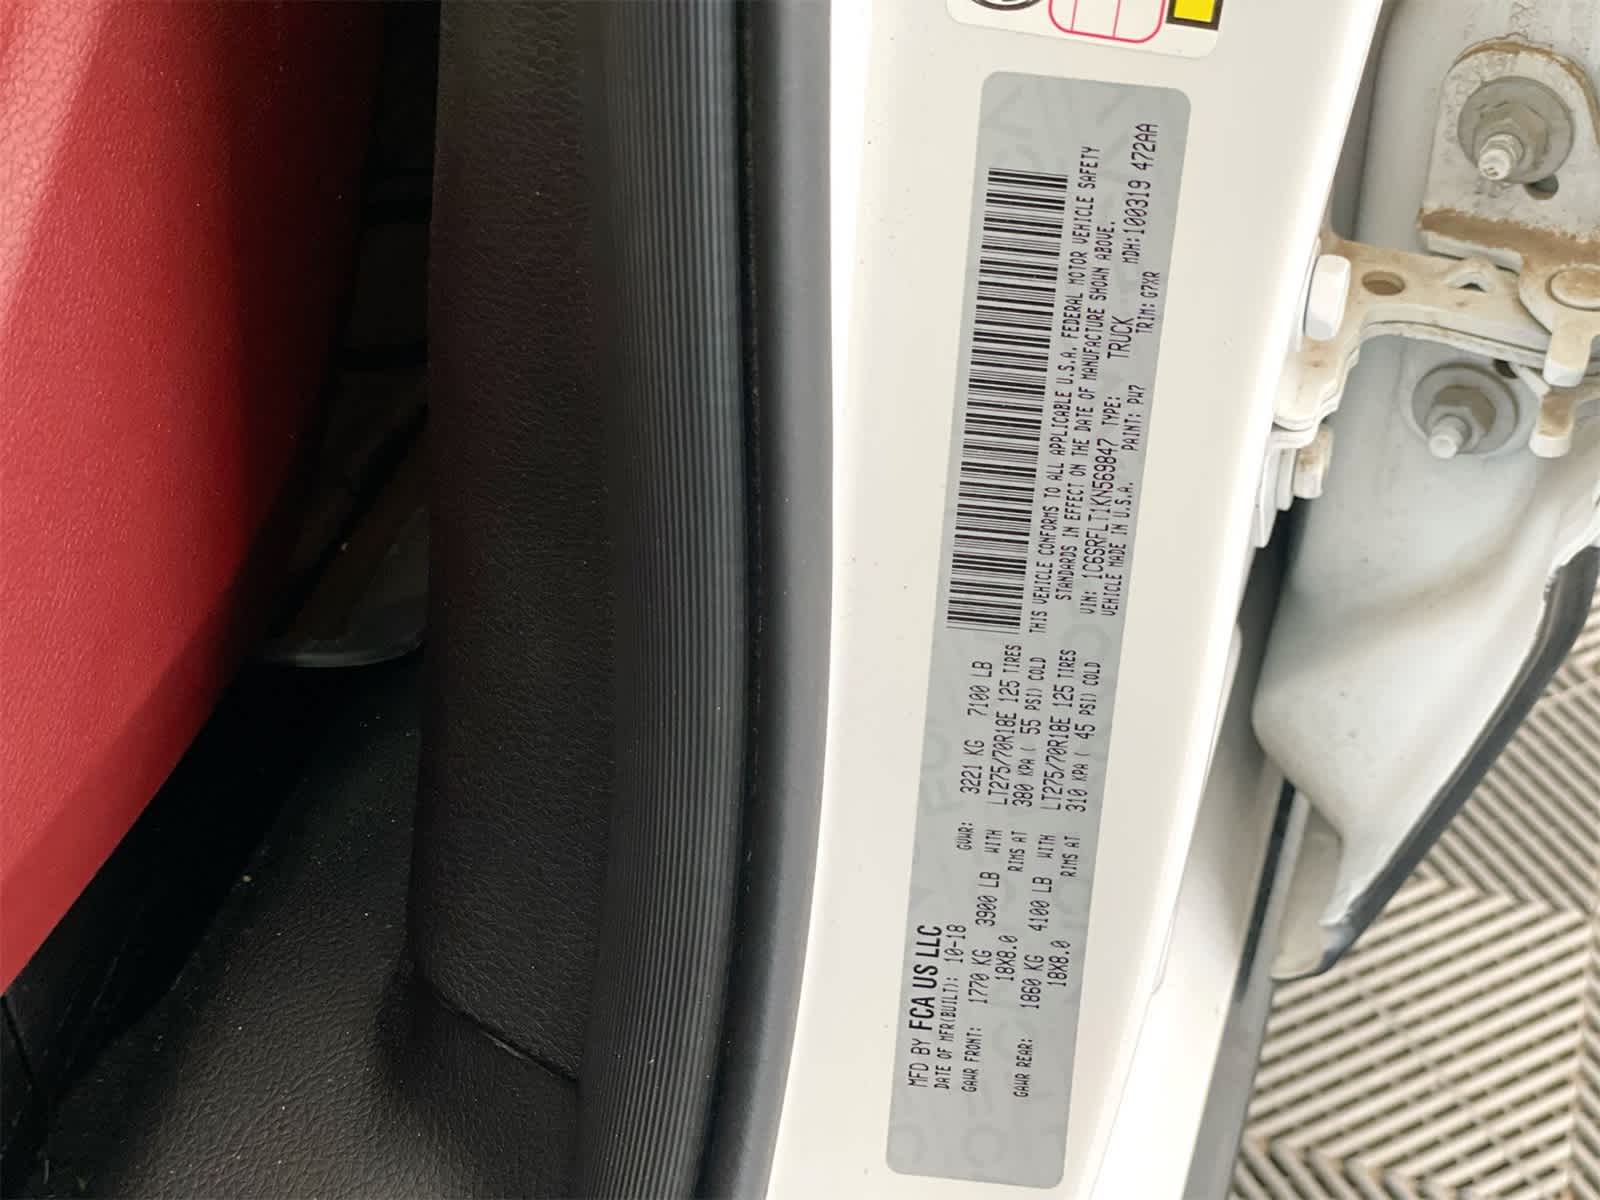 MFD BY FCA US LLC
DATE OF MFR(BUILT): 10-18 GVWR: 3221 KG 7100 LB
GAWR FRONT: 1770 KG 3900 LB WITH LT275/70R18E 125 TIRES
18X8.0 RIMS AT 380 KPA ( 55 PSI) COLD
GAWR REAR: 1860 KG 4100 LB WITH LT275/70R18E 125 TIRES
18X8.0 RIMS AT 310 KPA ( 45 PSI) COLD
THIS VEHICLE CONFORMS TO ALL APPLICABLE U.S.A. FEDERAL MOTOR VEHICLE SAFETY
STANDARDS IN EFFECT ON THE DATE OF MANUFACTURE SHOWN ABOVE.
VIN: 1C6SRFLT1KN569847 TYPE: TRUCK MDH:100319 472AA
VEHICLE MADE IN U.S.A. PAINT: PW7 TRIM: G7XR